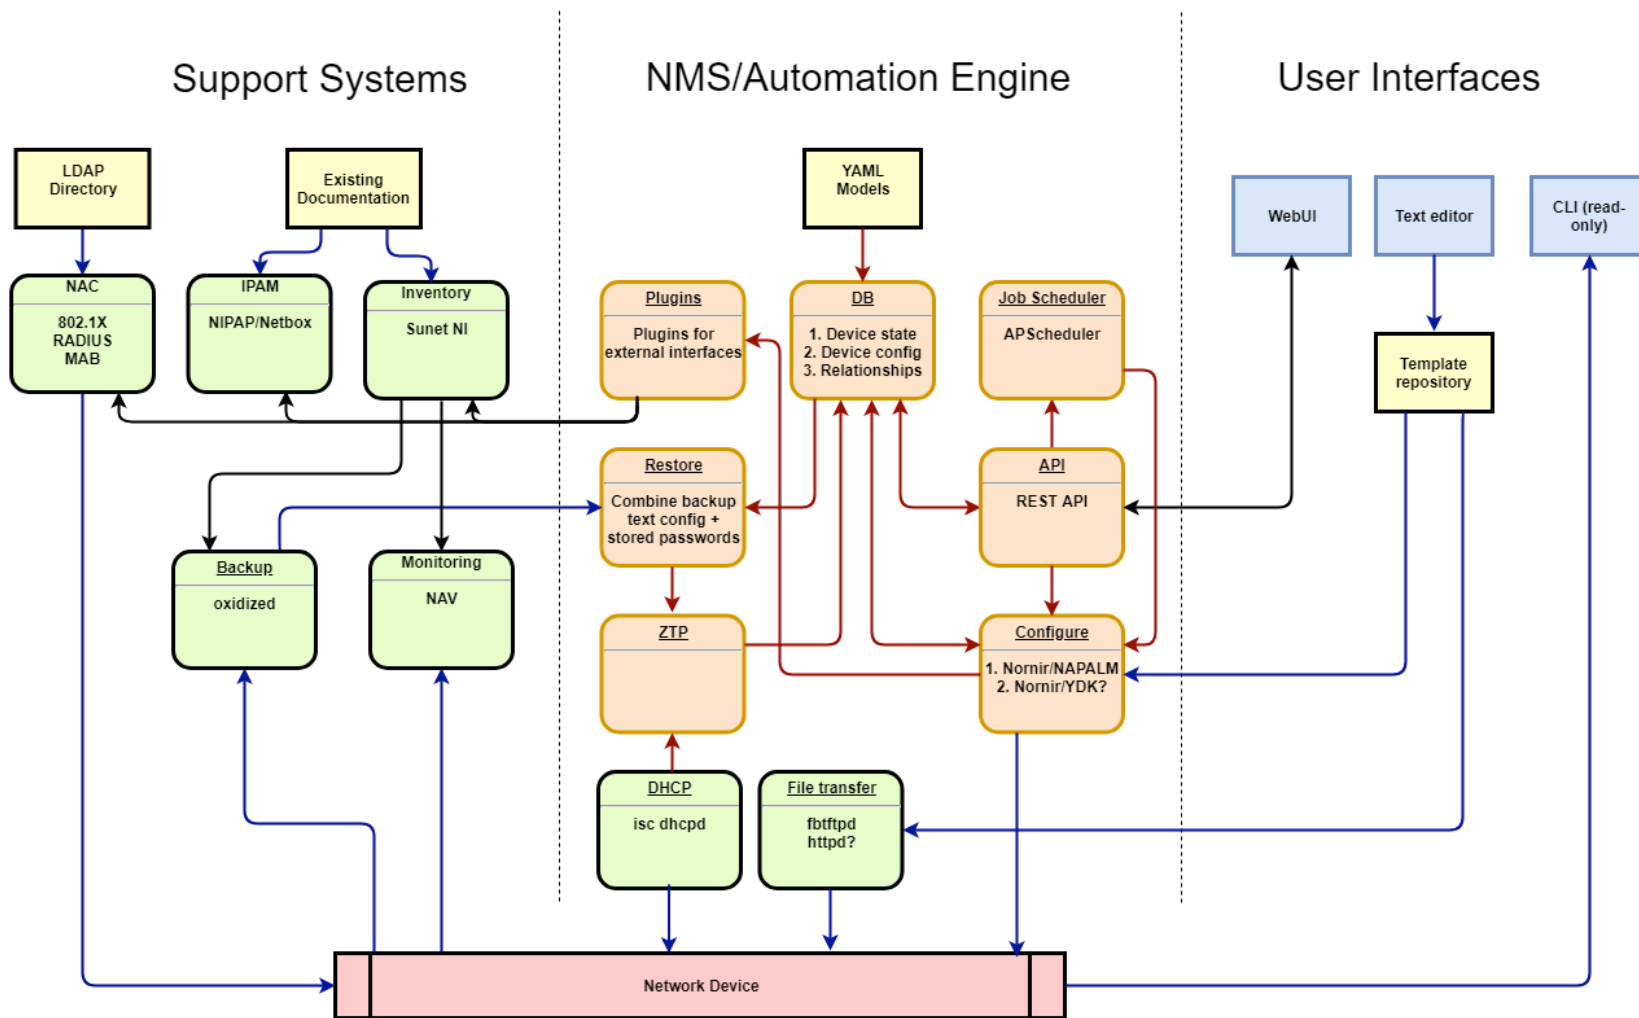 Support Systems
NMS/Automation Engine
User Interfaces
LDAP
Directory
Existing
Documentation
YAML
Models
WebUI
Text editor
CLI (read-
only)
NAC
802.1X
RADIUS
MAB
IPAM
NIPAP/Netbox
Inventory
Sunet NI
Plugins
Plugins for
external interfaces
DB
1. Device state
2. Device config
3. Relationships
Job Scheduler
APScheduler
Template
repository
Restore
Combine backup
text config +
stored passwords
API
REST API
Backup
oxidized
Monitoring
NAV
ZTP
Configure
1. Nornir/NAPALM
2. Nornir/YDK?
DHCP
isc dhcpd
File transfer
fbtftpd
httpd?
Network Device